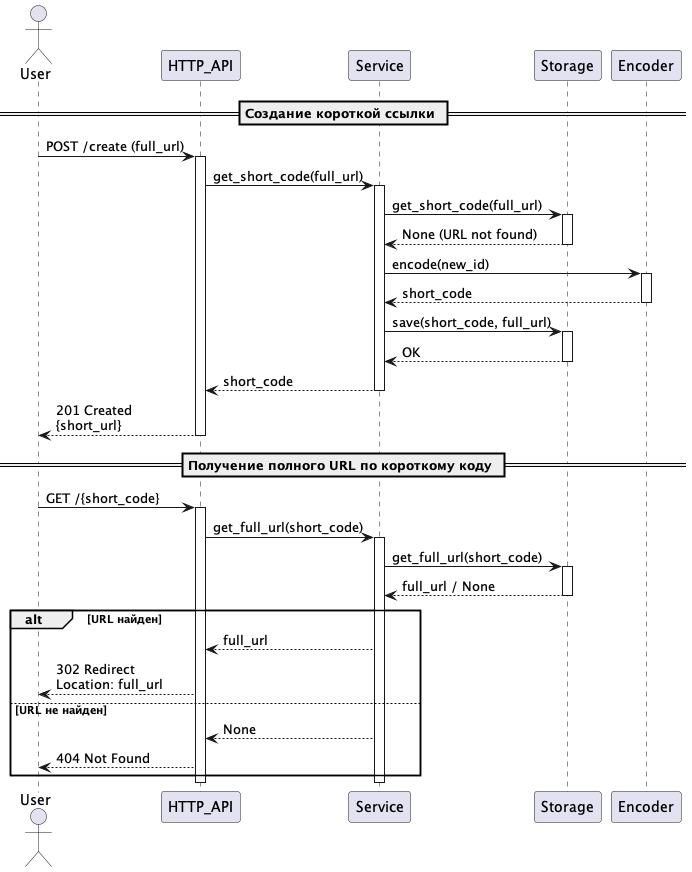 User
HTTP_API
Service
Storage
Encoder
Создание короткой ссылки
POST /create (full_url)
get_short_code(full_url)
get_short_code(full_url)
None (URL not found)
encode(new_id)
short_code
save(short_code, full_url)
OK
short_code
201 Created
{short_url}
Получение полного URL по короткому коду
GET /{short_code}
get_full_url(short_code)
get_full_url(short_code)
full_url / None
alt
[URL найден]
full_url
302 Redirect
Location: full_url
[URL не найден]
None
404 Not Found
User
HTTP_API
Service
Storage
Encoder